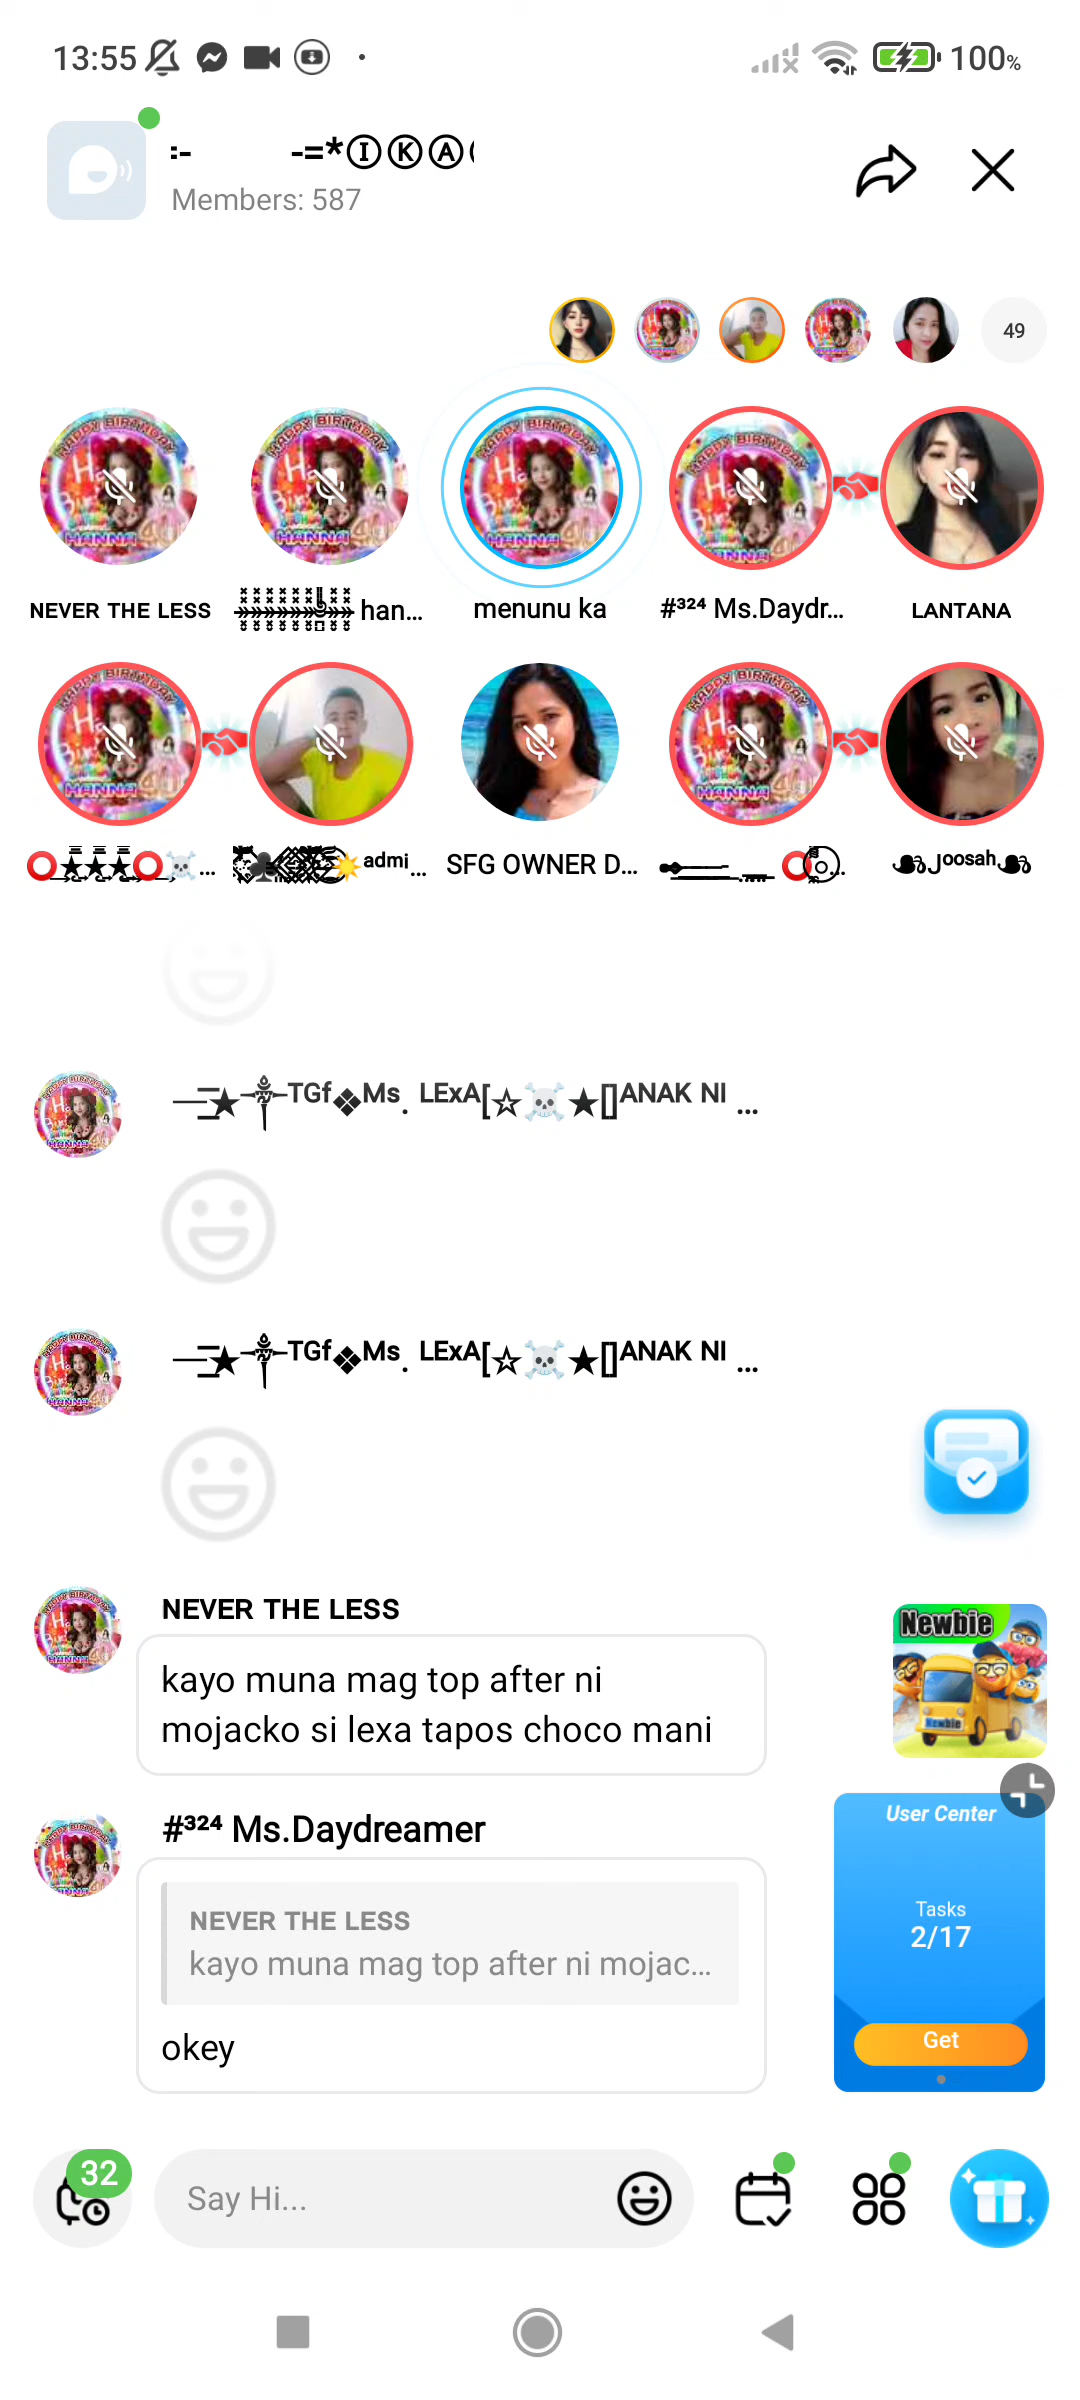 13:55
100%
:- -=*ⒾⓀⒶ
Members: 587
49
NEVER THE LESS
han...
menunu ka
#³²⁴ Ms.Daydr...
LANTANA
ᵃᵈᵐⁱ...
SFG OWNER D...
Jᵒᵒˢᵃʰ
★ᵀᴳᶠ❖ᴹˢ. ᴸᴱˣᴬ[☆☠★[]ᴬᴺᴬᴷ ᴺᴵ ...
★ᵀᴳᶠ❖ᴹˢ. ᴸᴱˣᴬ[☆☠★[]ᴬᴺᴬᴷ ᴺᴵ ...
NEVER THE LESS
kayo muna mag top after ni
mojacko si lexa tapos choco mani
Newbie
Newbie
#³²⁴ Ms.Daydreamer
NEVER THE LESS
kayo muna mag top after ni mojac...
okey
User Center
Tasks
2/17
Get
32
Say Hi...